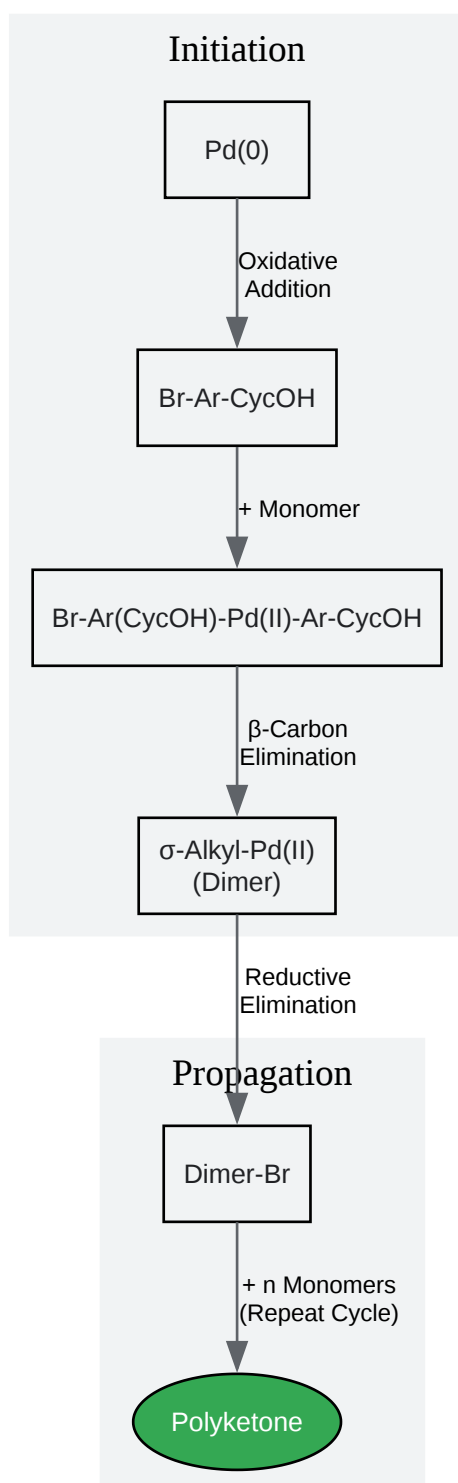 Initiation
Pd(0)
Oxidative
Addition
Br-Ar-CycOH
+ Monomer
Br-Ar(CycOH)-Pd(II)-Ar-CycOH
β-Carbon
Elimination
σ-Alkyl-Pd(II)
(Dimer)
Reductive
Elimination
Propagation
Dimer-Br
+ n Monomers
(Repeat Cycle)
Polyketone